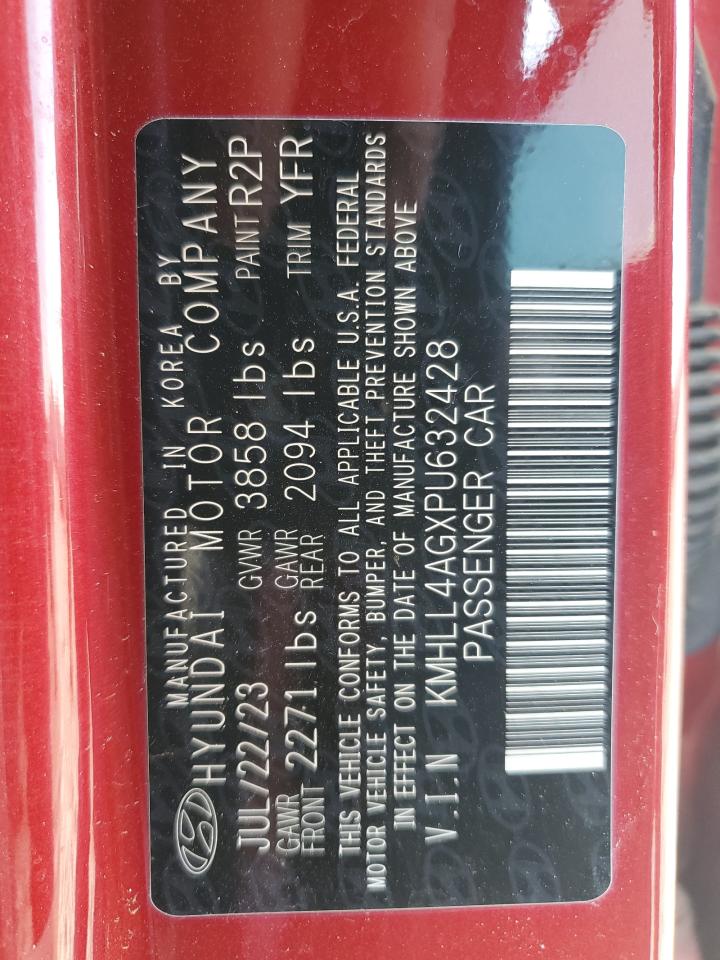 MANUFACTURED IN KOREA BY
HYUNDAI MOTOR COMPANY
JUL/22/23 GVWR 3858 lbs PAINT R2P
GAWR FRONT 2271 lbs GAWR REAR 2094 lbs TRIM YFR
THIS VEHICLE CONFORMS TO ALL APPLICABLE U.S.A. FEDERAL
MOTOR VEHICLE SAFETY, BUMPER, AND THEFT PREVENTION STANDARDS
IN EFFECT ON THE DATE OF MANUFACTURE SHOWN ABOVE
V.I.N KMHLL4AGXPU632428
PASSENGER CAR